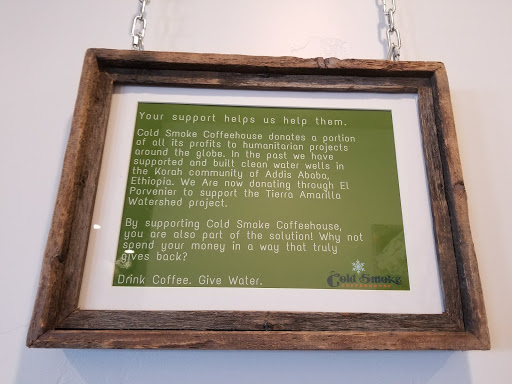 Your support helps us help them.
Cold Smoke Coffeehouse donates a portion
of all its profits to humanitarian projects
around the globe. In the past we have
supported and built clean water wells in
the Korah community of Addis Ababa,
Ethiopia. We Are now donating through El
Porvenier to support the Tierra Amarilla
Watershed project.
By supporting Cold Smoke Coffeehouse,
you are also part of the solution! Why not
spend your money in a way that truly
gives back?
Drink Coffee. Give Water.
Cold Smoke